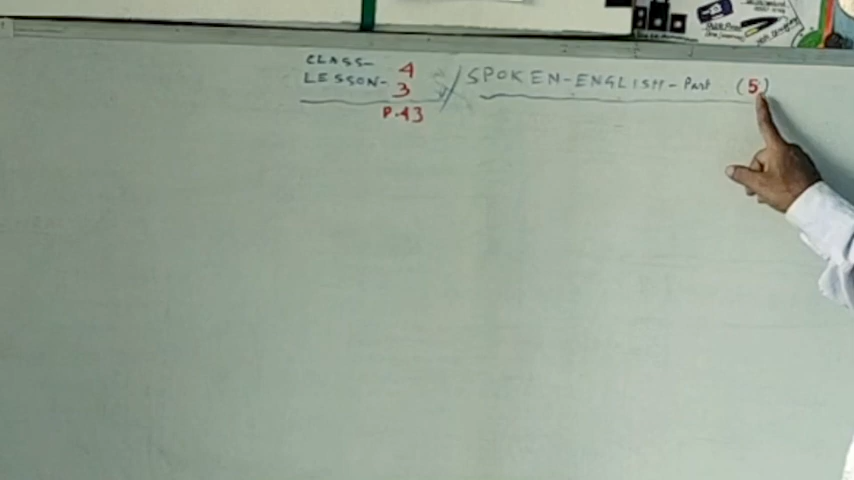 CLASS- 4
LESSON- 3
P.43
SPOKEN-ENGLISH-Part (5)